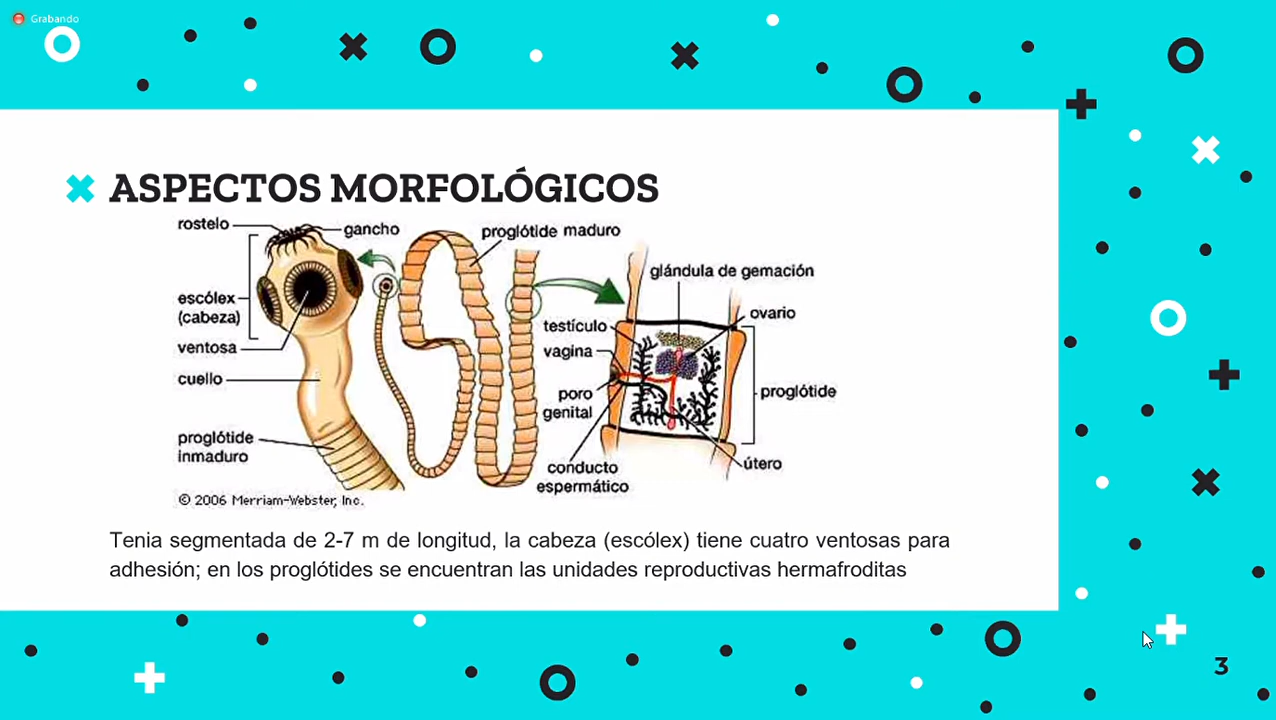 Grabando
ASPECTOS MORFOLÓGICOS
rostelo
gancho
proglótide maduro
glándula de gemación
escólex
(cabeza)
testículo
ovario
ventosa
vagina
cuello
poro
genital
proglótide
proglótide
inmaduro
conducto
espermático
útero
© 2006 Merriam-Webster, Inc.
Tenia segmentada de 2-7 m de longitud, la cabeza (escólex) tiene cuatro ventosas para
adhesión; en los proglótides se encuentran las unidades reproductivas hermafroditas
3